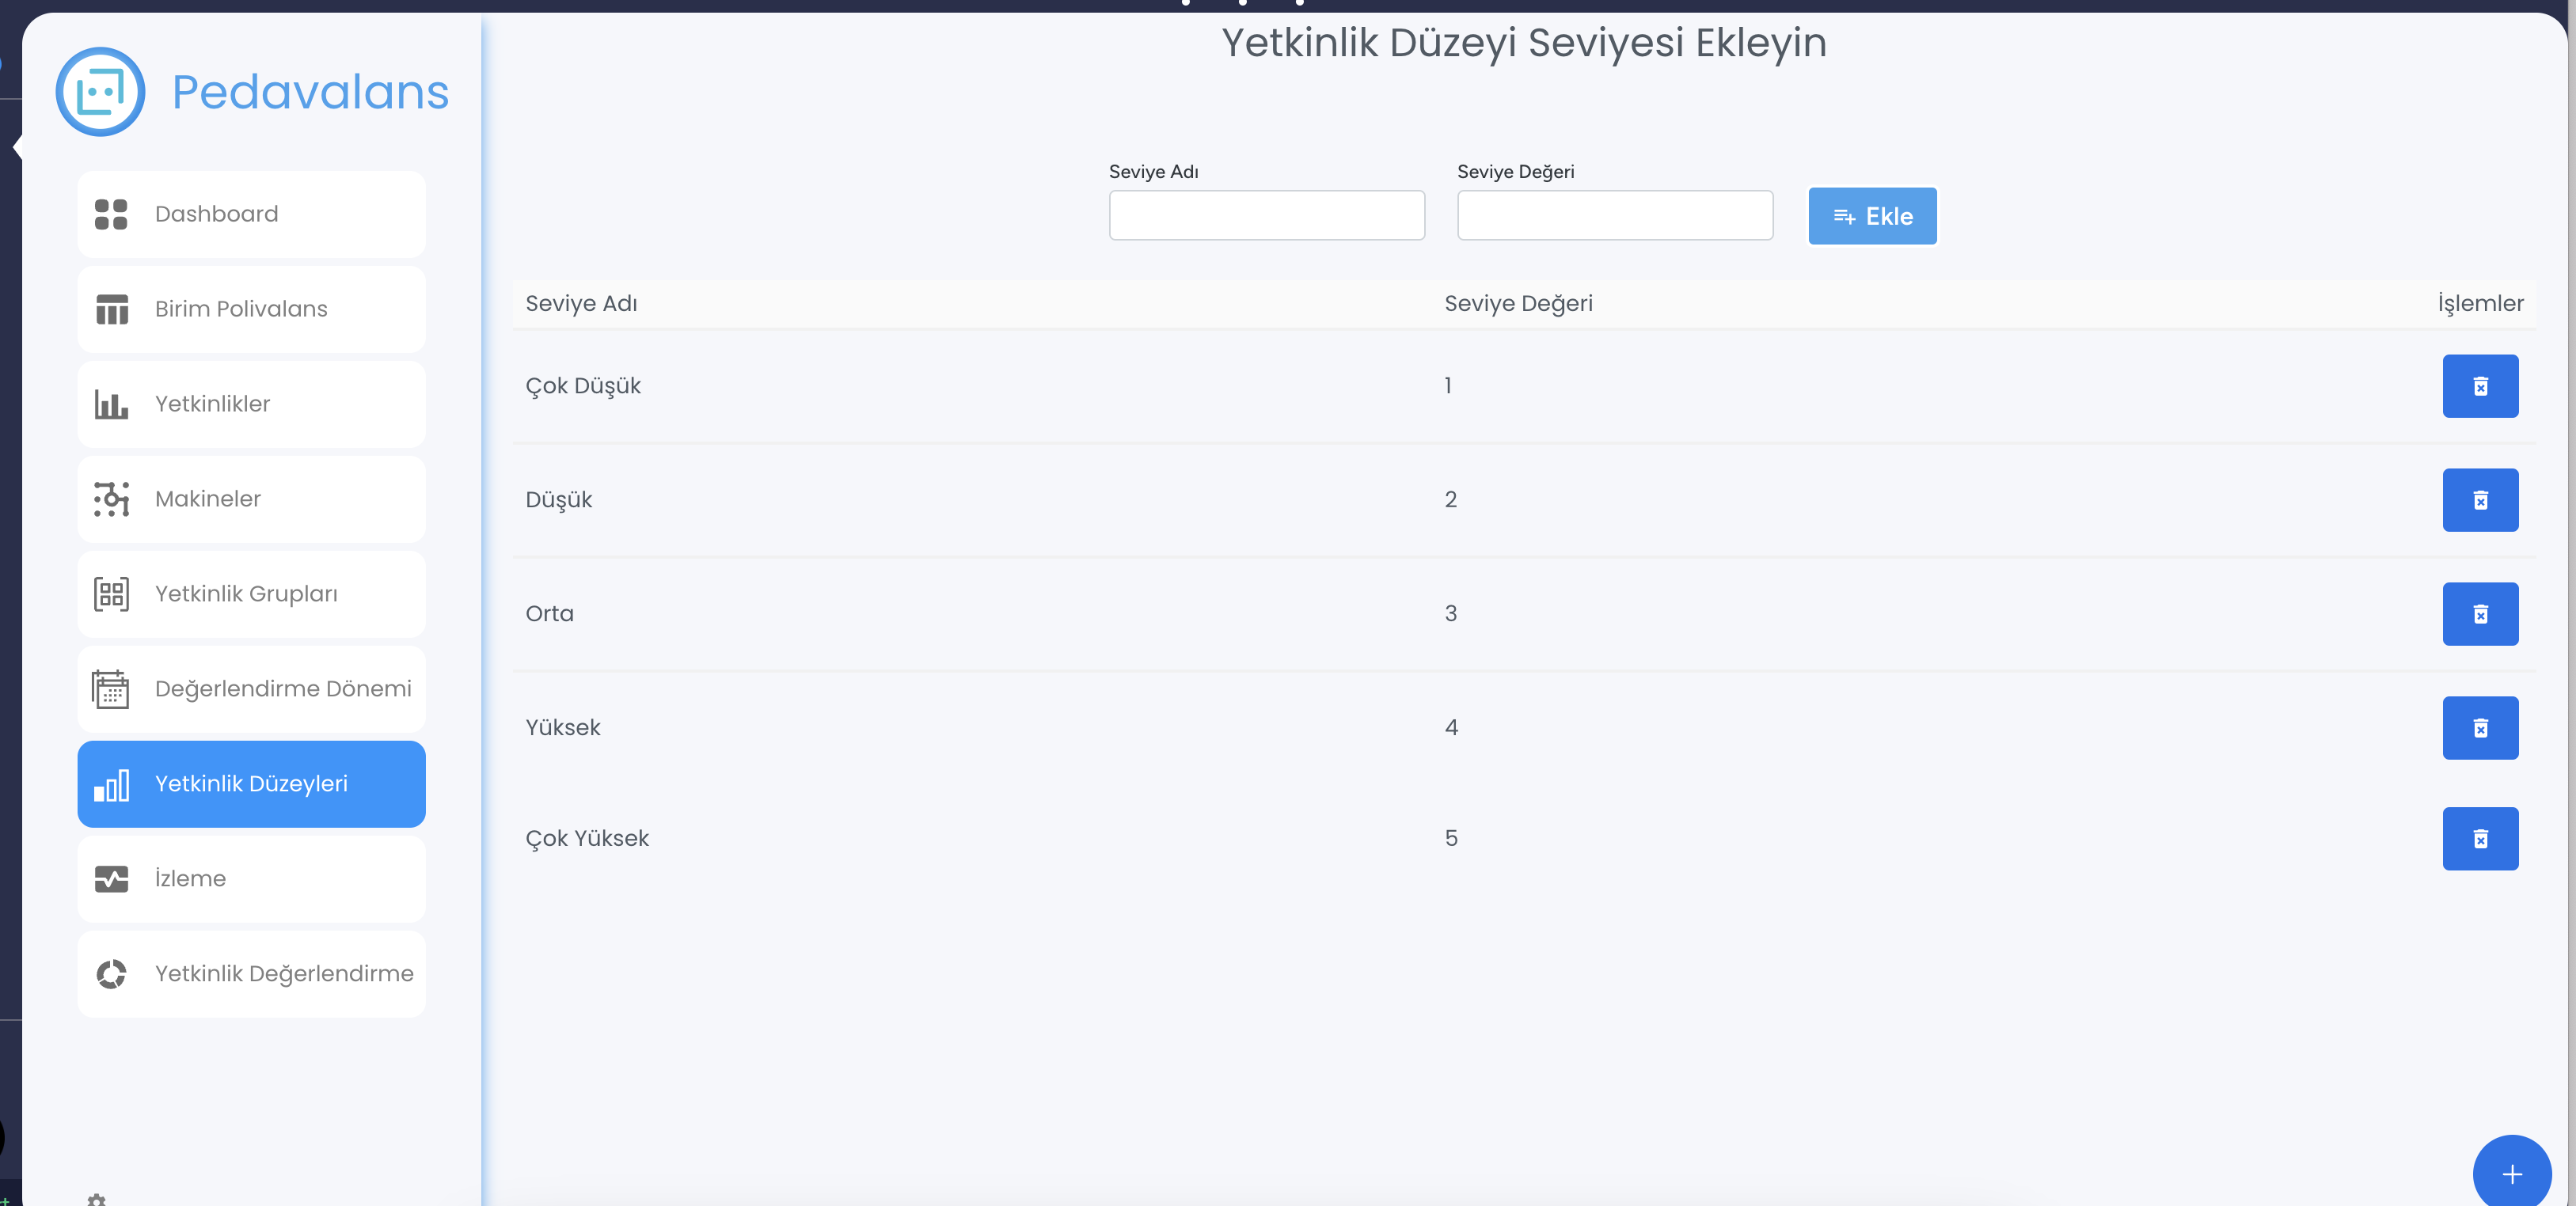 Pedavalans
Dashboard
Birim Polivalans
Yetkinlikler
Makineler
Yetkinlik Grupları
Değerlendirme Dönemi
Yetkinlik Düzeyleri
İzleme
Yetkinlik Değerlendirme
Yetkinlik Düzeyi Seviyesi Ekleyin
Seviye Adı Seviye Değeri
Ekle
Seviye Adı Seviye Değeri İşlemler
Çok Düşük 1
Düşük 2
Orta 3
Yüksek 4
Çok Yüksek 5